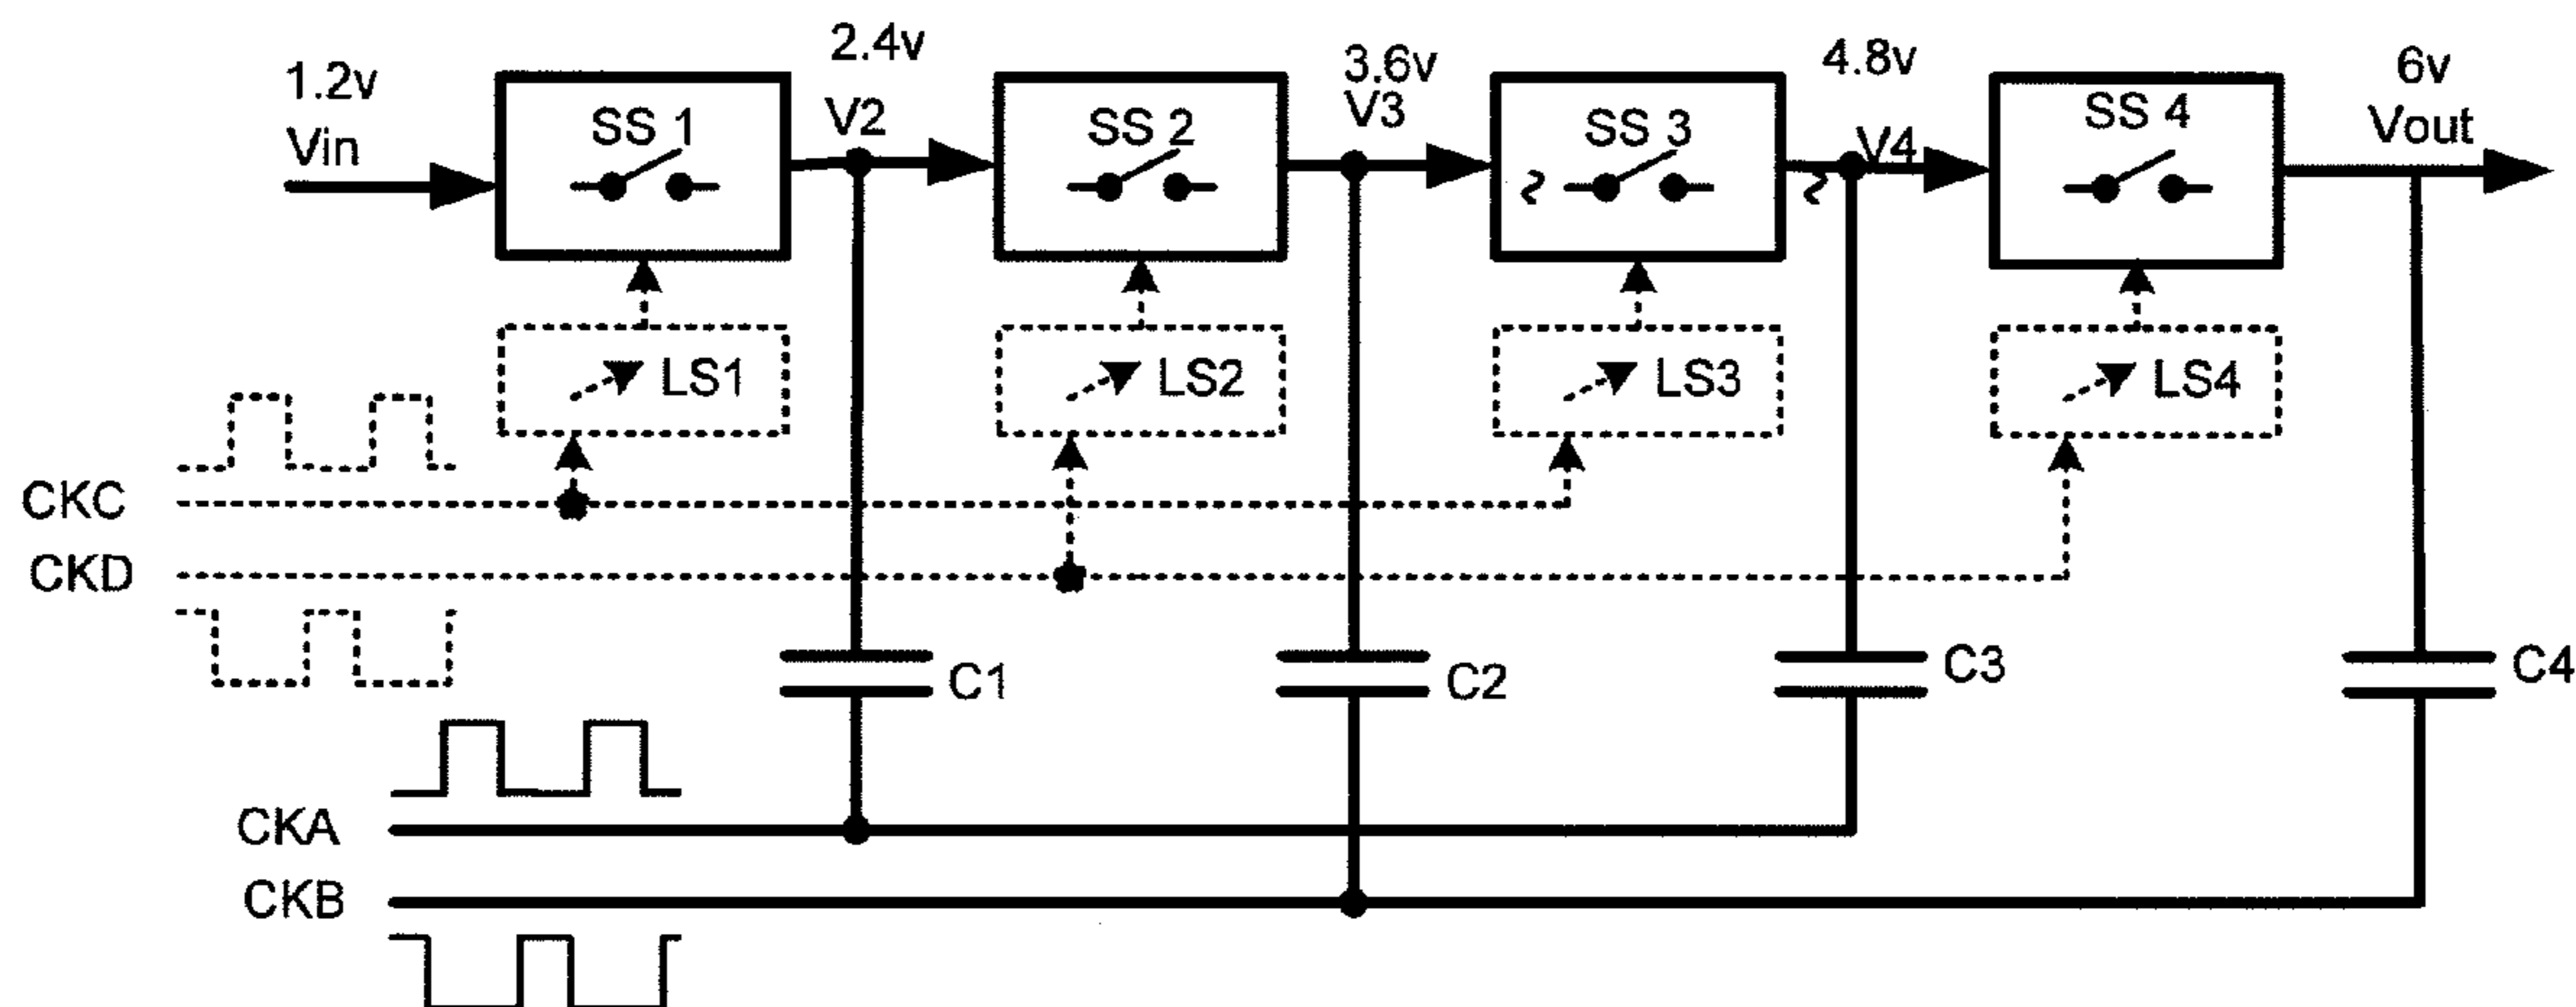 1.2v
Vin
SS 1
2.4v
V2
SS 2
3.6v
V3
SS 3
4.8v
V4
SS 4
6v
Vout
LS1
LS2
LS3
LS4
CKC
CKD
C1
C2
C3
C4
CKA
CKB